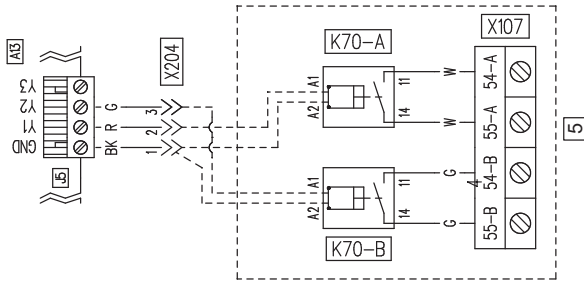 A13
J5
Y3
Y2
Y1
GND
G
R
BK
X204
3
2
1
K70-A
A1
A2
11
14
W
W
X107
54-A
55-A
54-B
55-B
K70-B
A1
A2
11
14
G
4
G
5